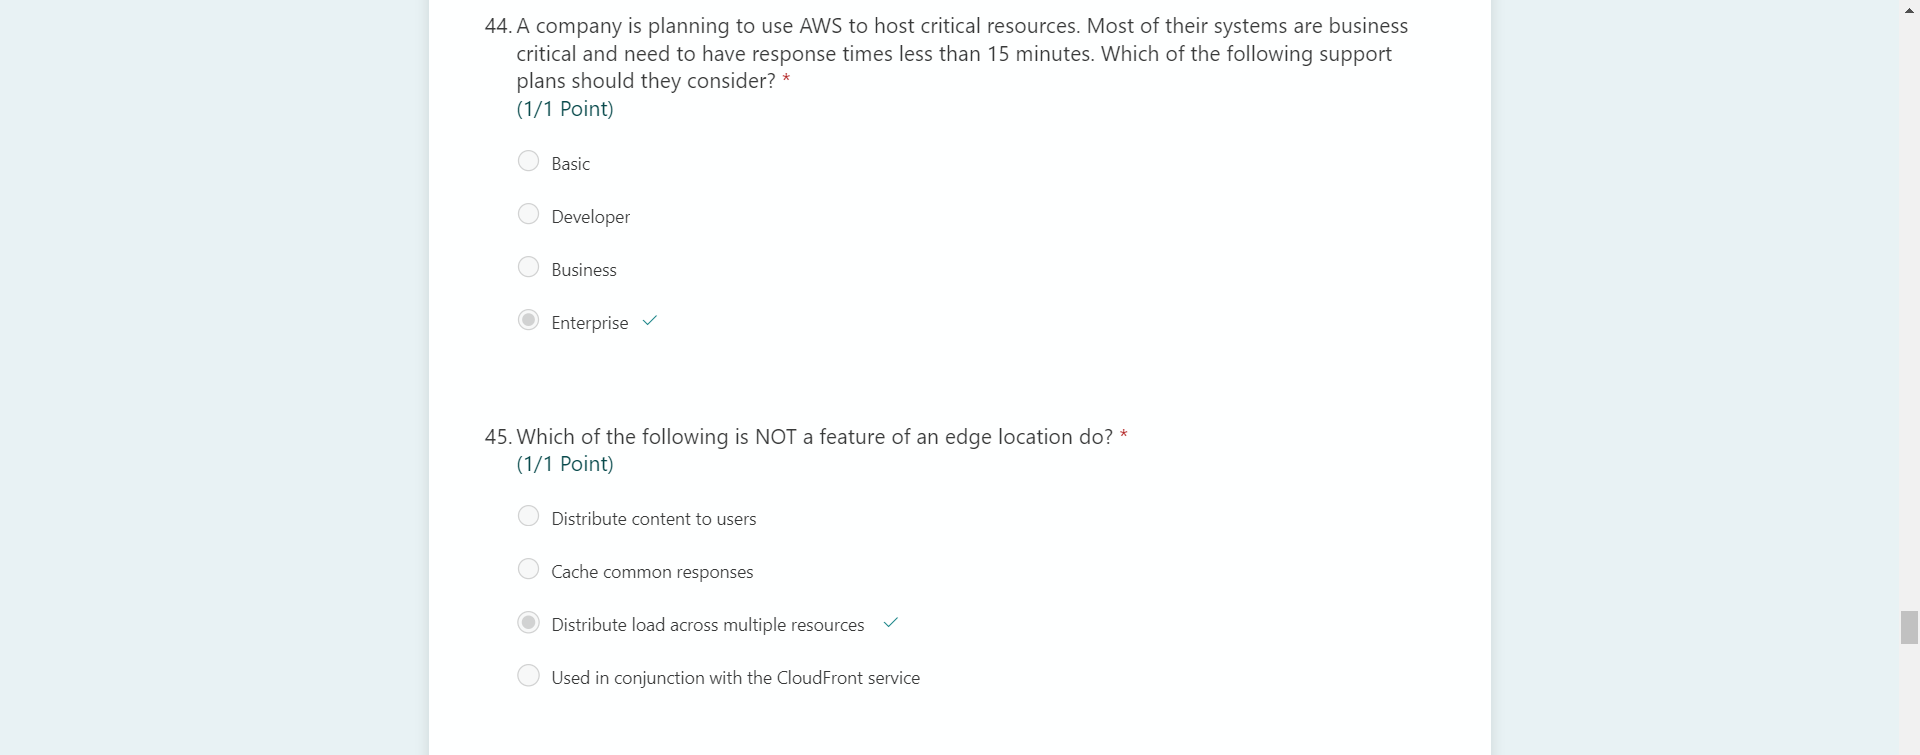 44. A company is planning to use AWS to host critical resources. Most of their systems are business
critical and need to have response times less than 15 minutes. Which of the following support
plans should they consider? *
(1/1 Point)
Basic
Developer
Business
Enterprise
45. Which of the following is NOT a feature of an edge location do? *
(1/1 Point)
Distribute content to users
Cache common responses
Distribute load across multiple resources
Used in conjunction with the CloudFront service